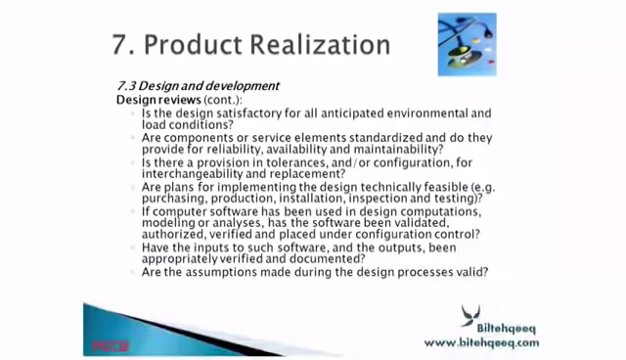 7. Product Realization
7.3 Design and development
Design reviews (cont.):
Is the design satisfactory for all anticipated environmental and
load conditions?
Are components or service elements standardized and do they
provide for reliability, availability and maintainability?
Is there a provision in tolerances, and/or configuration, for
interchangeability and replacement?
Are plans for implementing the design technically feasible (e.g.
purchasing, production, installation, inspection and testing)?
If computer software has been used in design computations,
modeling or analyses, has the software been validated,
authorized, verified and placed under configuration control?
Have the inputs to such software, and the outputs, been
appropriately verified and documented?
Are the assumptions made during the design processes valid?
PECB
Biltehqeeq
www.bitehqeeq.com